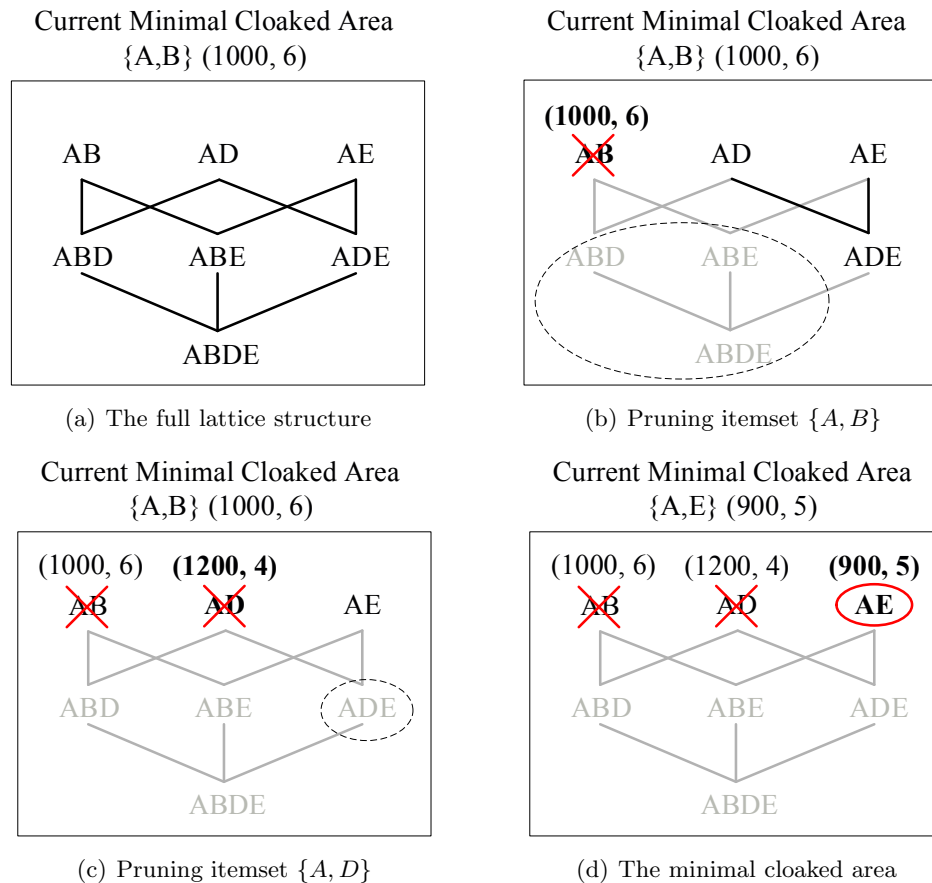 Current Minimal Cloaked Area
{A,B} (1000, 6)
AB AD AE
ABD ABE ADE
ABDE
(a) The full lattice structure
Current Minimal Cloaked Area
{A,B} (1000, 6)
(1000, 6)
AB AD AE
ABD ABE ADE
ABDE
(b) Pruning itemset {A, B}
Current Minimal Cloaked Area
{A,B} (1000, 6)
(1000, 6) (1200, 4)
AB AD AE
ABD ABE ADE
ABDE
(c) Pruning itemset {A, D}
Current Minimal Cloaked Area
{A,E} (900, 5)
(1000, 6) (1200, 4) (900, 5)
AB AD AE
ABD ABE ADE
ABDE
(d) The minimal cloaked area